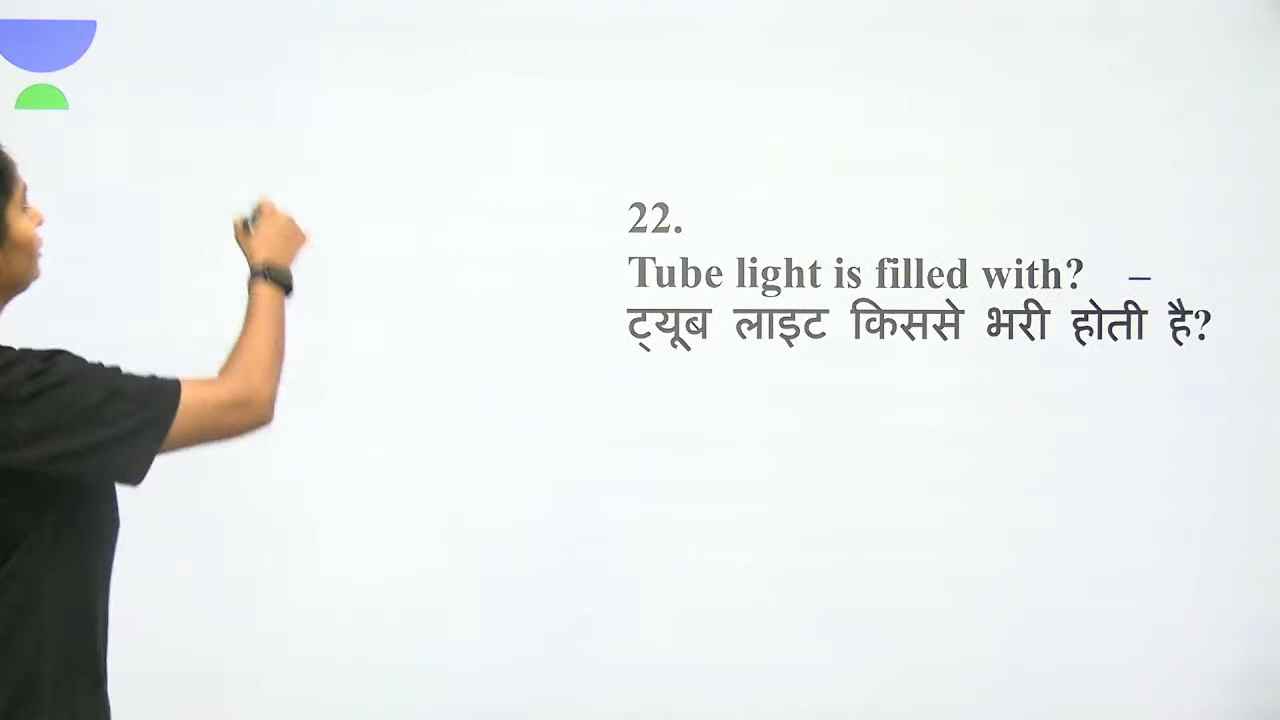 22.
Tube light is filled with? –
ट्यूब लाइट किससे भरी होती है?